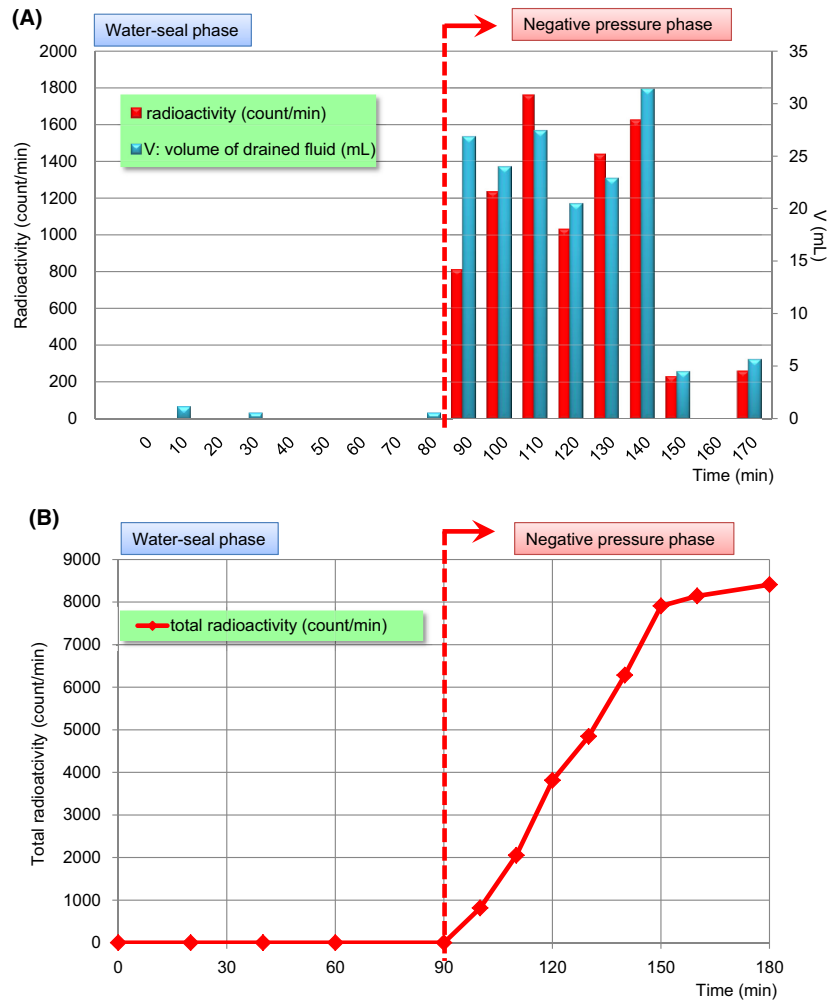 (A)
Water-seal phase
Negative pressure phase
2000
1800
1600
1400
1200
1000
800
600
400
200
0
Radioactivity (count/min)
radioactivity (count/min)
V: volume of drained fluid (mL)
35
30
25
20
15
10
5
0
V (mL)
0 10 20 30 40 50 60 70 80 90 100 110 120 130 140 150 160 170
Time (min)
(B)
Water-seal phase
Negative pressure phase
9000
8000
7000
6000
5000
4000
3000
2000
1000
0
Total radioatcivity (count/min)
total radioactivity (count/min)
0 30 60 90 120 150 180
Time (min)